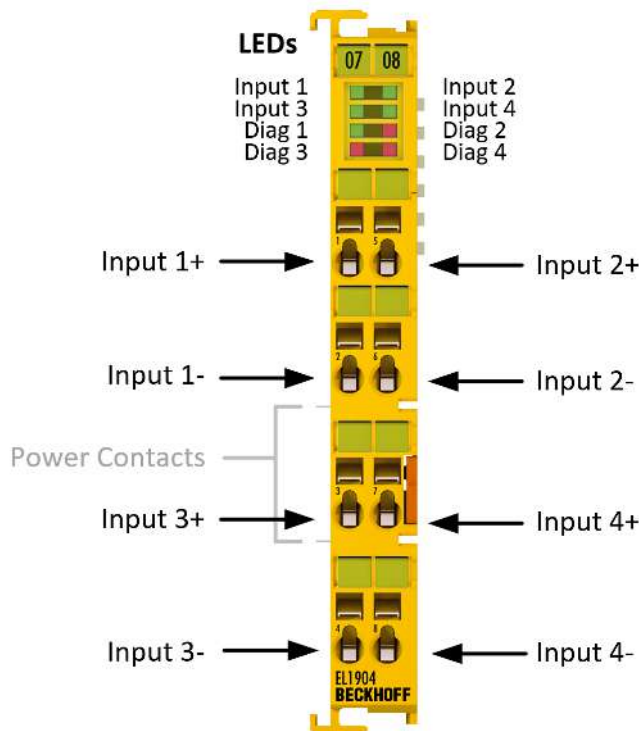 LEDs
07 08
Input 1 Input 2
Input 3 Input 4
Diag 1 Diag 2
Diag 3 Diag 4
1 5
Input 1+ Input 2+
2 6
Input 1- Input 2-
Power Contacts
3 7
Input 3+ Input 4+
4 8
Input 3- Input 4-
EL1904
BECKHOFF